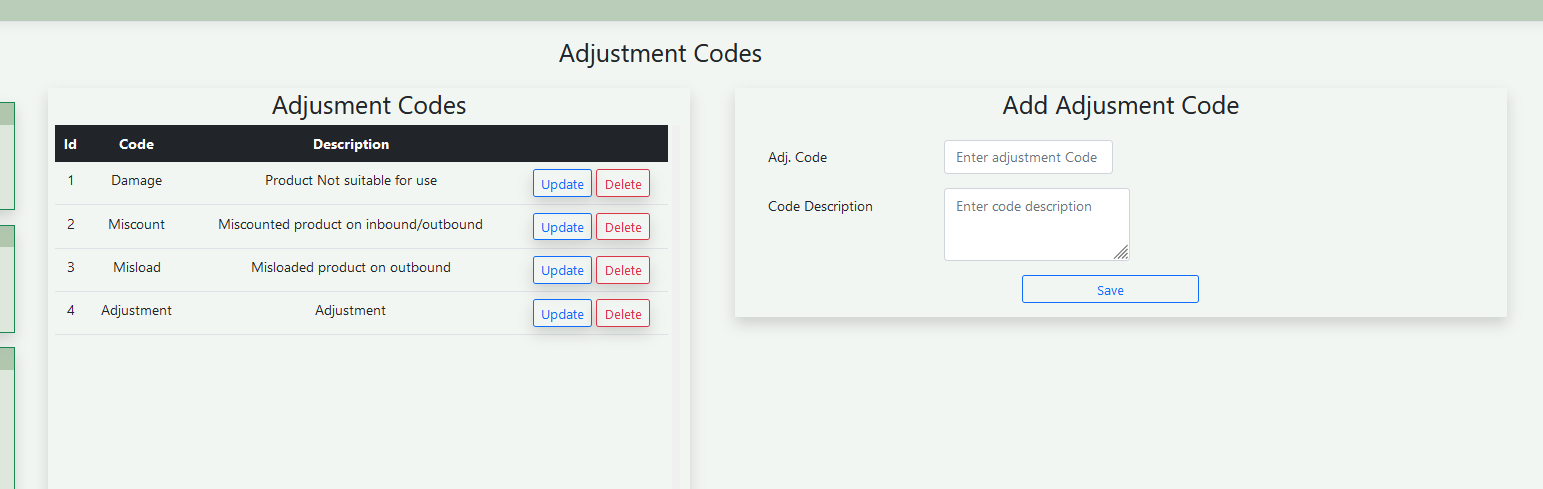 Adjustment Codes
Adjusment Codes
Id Code Description
1 Damage Product Not suitable for use Update Delete
2 Miscount Miscounted product on inbound/outbound Update Delete
3 Misload Misloaded product on outbound Update Delete
4 Adjustment Adjustment Update Delete
Add Adjusment Code
Adj. Code Enter adjustment Code
Code Description Enter code description
Save